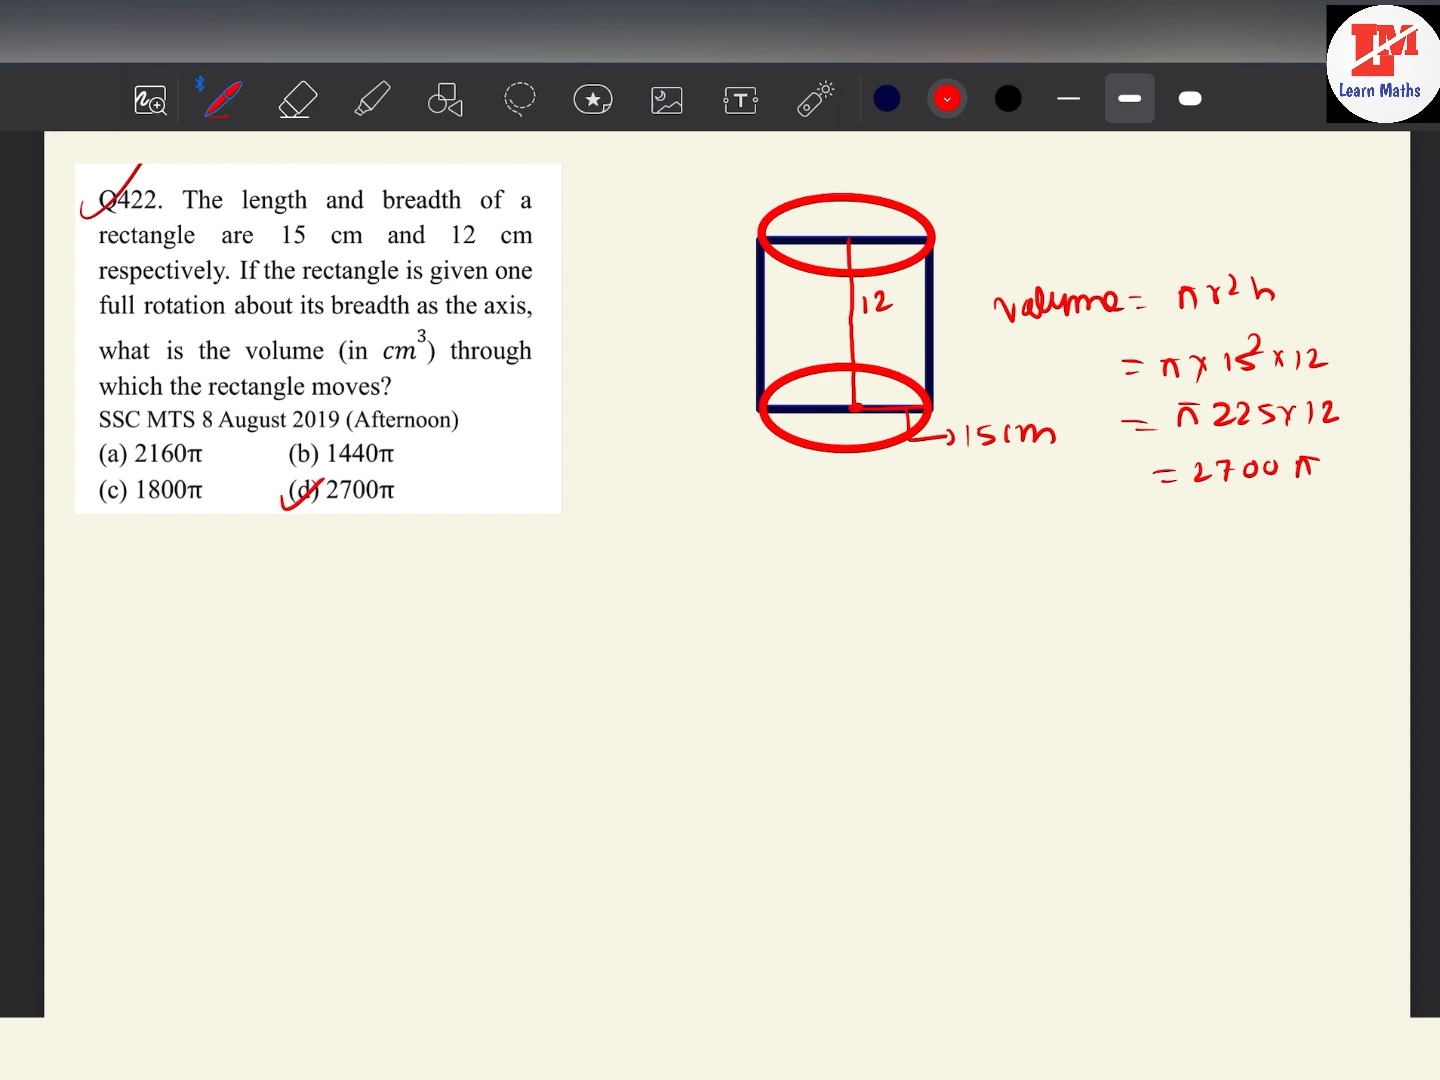 LM
Learn Maths
T
Q422. The length and breadth of a
rectangle are 15 cm and 12 cm
respectively. If the rectangle is given one
full rotation about its breadth as the axis,
what is the volume (in cm³) through
which the rectangle moves?
SSC MTS 8 August 2019 (Afternoon)
(a) 2160π (b) 1440π
(c) 1800π (d) 2700π
12
15cm
Volume = πr2h
= π × 15² × 12
= π 225 × 12
= 2700 π